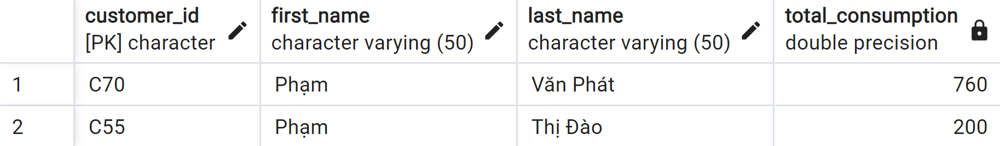 customer_id first_name last_name total_consumption
[PK] character character varying (50) character varying (50) double precision
1 C70 Phạm Văn Phát 760
2 C55 Phạm Thị Đào 200